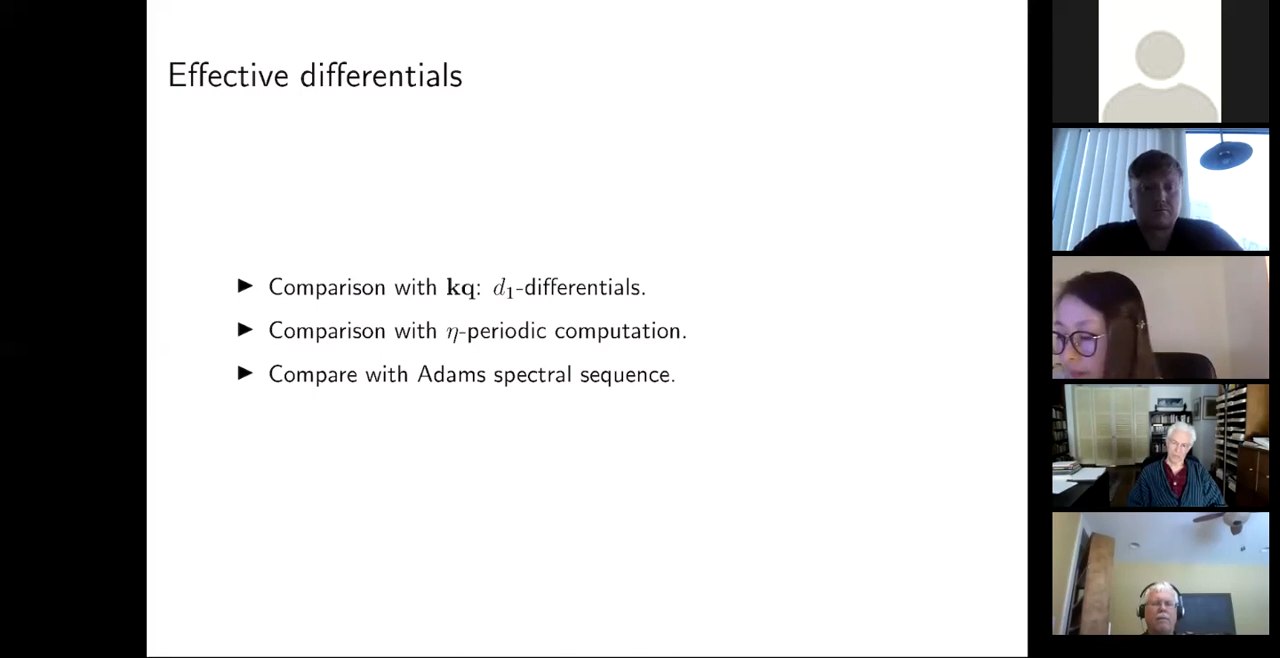 Effective differentials
▶ Comparison with kq: d₁-differentials.
▶ Comparison with η-periodic computation.
▶ Compare with Adams spectral sequence.